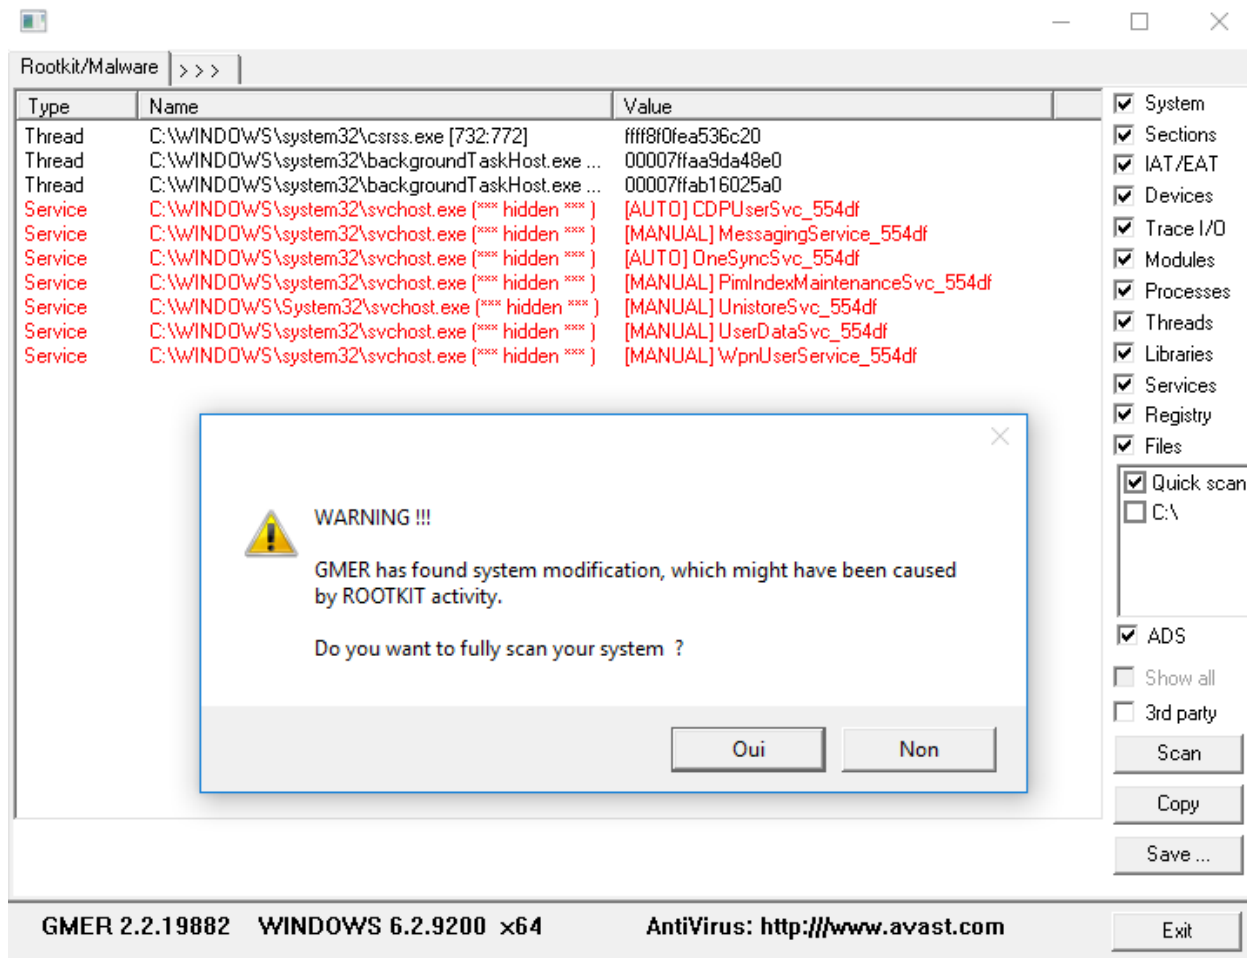 Rootkit/Malware > > >
Type Name Value
Thread C:\WINDOWS\system32\csrss.exe [732:772] ffff8f0fea536c20
Thread C:\WINDOWS\system32\backgroundTaskHost.exe ... 00007ffaa9da48e0
Thread C:\WINDOWS\system32\backgroundTaskHost.exe ... 00007ffab16025a0
Service C:\WINDOWS\system32\svchost.exe (*** hidden *** ) [AUTO] CDPUserSvc_554df
Service C:\WINDOWS\system32\svchost.exe (*** hidden *** ) [MANUAL] MessagingService_554df
Service C:\WINDOWS\system32\svchost.exe (*** hidden *** ) [AUTO] OneSyncSvc_554df
Service C:\WINDOWS\system32\svchost.exe (*** hidden *** ) [MANUAL] PimIndexMaintenanceSvc_554df
Service C:\WINDOWS\System32\svchost.exe (*** hidden *** ) [MANUAL] UnistoreSvc_554df
Service C:\WINDOWS\system32\svchost.exe (*** hidden *** ) [MANUAL] UserDataSvc_554df
Service C:\WINDOWS\system32\svchost.exe (*** hidden *** ) [MANUAL] WpnUserService_554df
WARNING !!!
GMER has found system modification, which might have been caused
by ROOTKIT activity.
Do you want to fully scan your system ?
Oui Non
System
Sections
IAT/EAT
Devices
Trace I/O
Modules
Processes
Threads
Libraries
Services
Registry
Files
Quick scan
C:\
ADS
Show all
3rd party
Scan
Copy
Save ...
GMER 2.2.19882 WINDOWS 6.2.9200 x64 AntiVirus: http:///www.avast.com
Exit